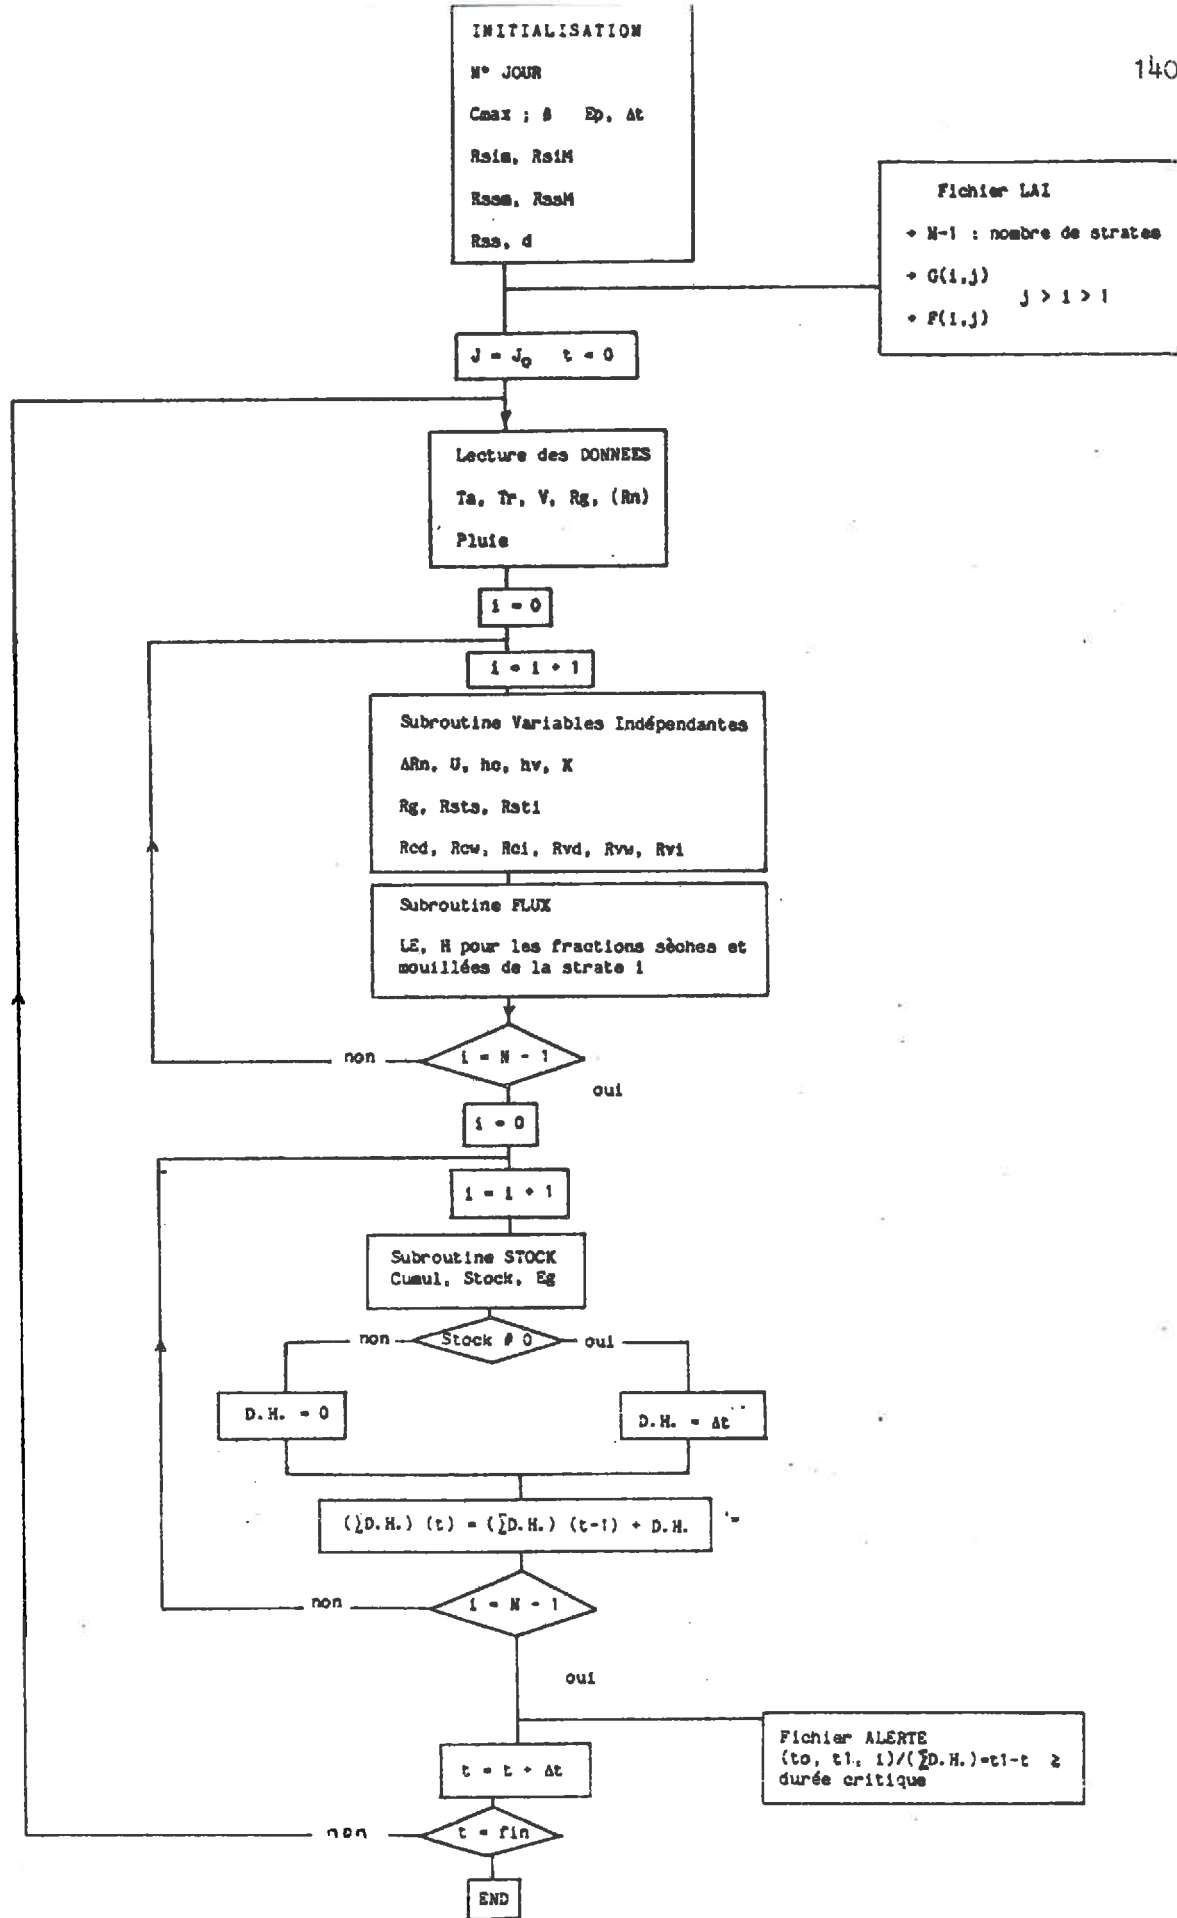 140
INITIALISATION
N° JOUR
Cmax ; β Ep, Δt
Rsim, RsiM
Rssm, RssM
Rss, d
Fichier LAI
+ N-1 : nombre de strates
+ G(i,j)
j > i > 1
+ F(i,j)
J = J₀ t = 0
Lecture des DONNEES
Ta, Tr, V, Rg, (Rn)
Pluie
i = 0
i = i + 1
Subroutine Variables Indépendantes
ΔRn, U, hc, hv, K
Rg, Rsts, Rsti
Rcd, Rcw, Rci, Rvd, Rvw, Rvi
Subroutine FLUX
LE, H pour les fractions sèches et
mouillées de la strate i
non
i = N - 1
oui
i = 0
i = i + 1
Subroutine STOCK
Cumul, Stock, Eg
non
Stock ≠ 0
oui
D.H. = 0
D.H. = Δt
(∑D.H.) (t) = (∑D.H.) (t-1) + D.H.
non
i = N - 1
oui
Fichier ALERTE
(to, t1, i)/(∑D.H.)=t1-t ≥
durée critique
t = t + Δt
non
t = fin
END